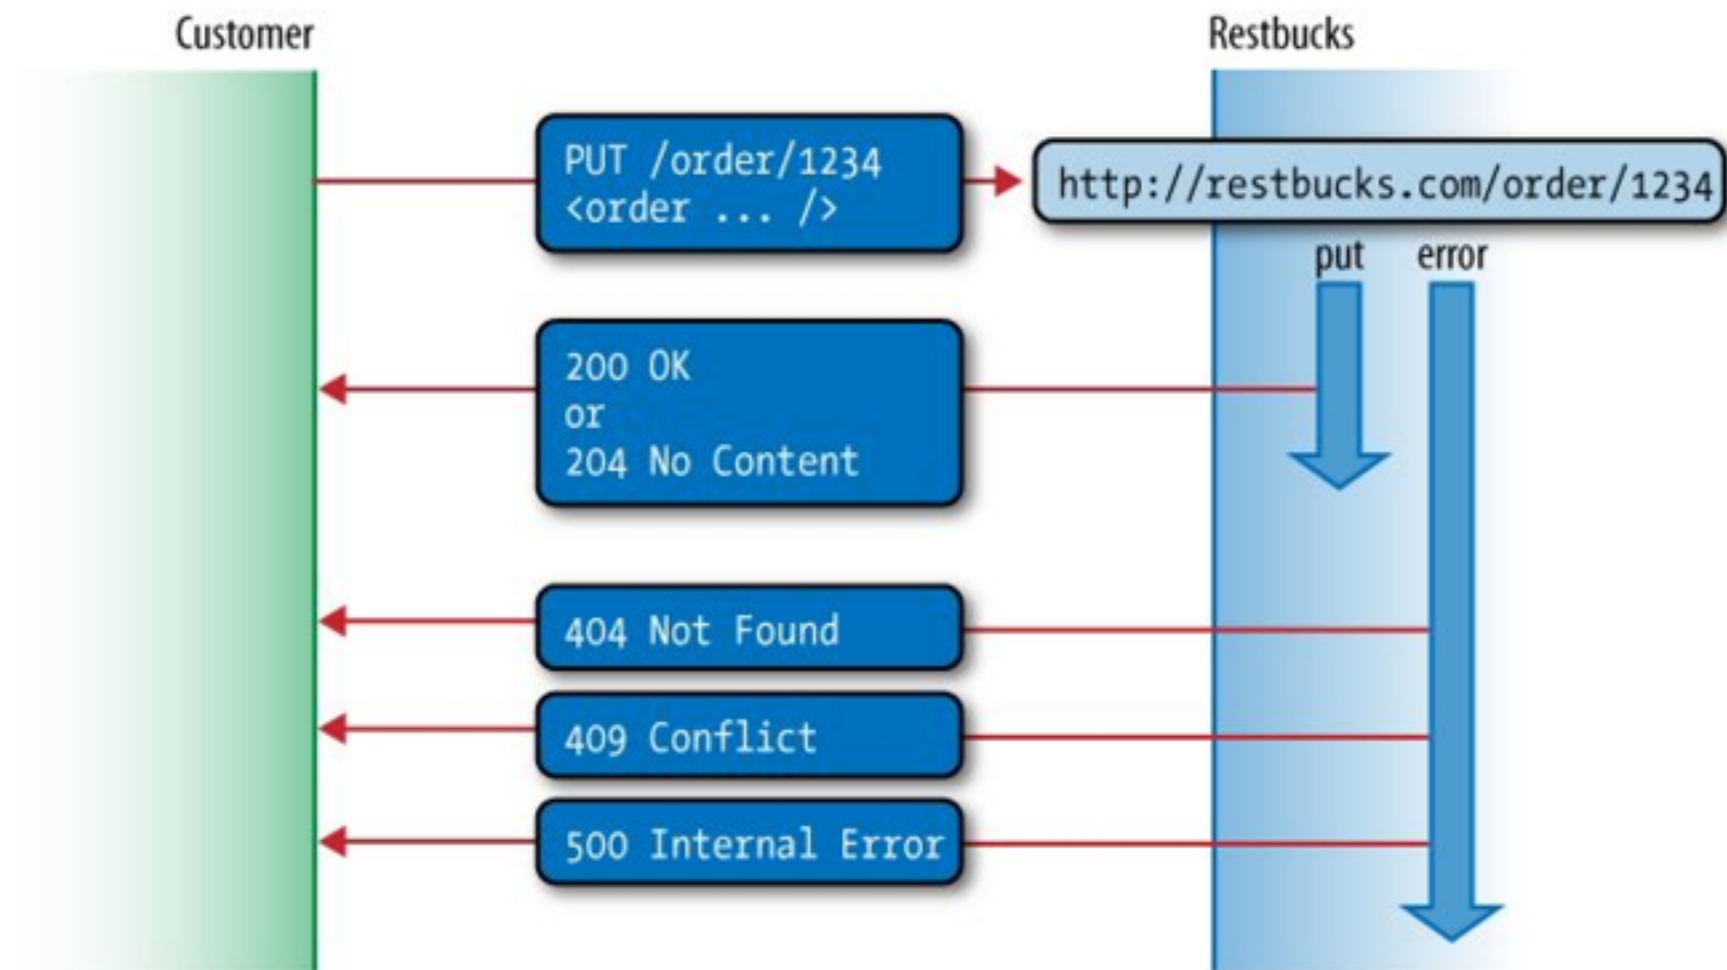 Customer
Restbucks
PUT /order/1234
<order ... />
http://restbucks.com/order/1234
put
error
200 OK
or
204 No Content
404 Not Found
409 Conflict
500 Internal Error